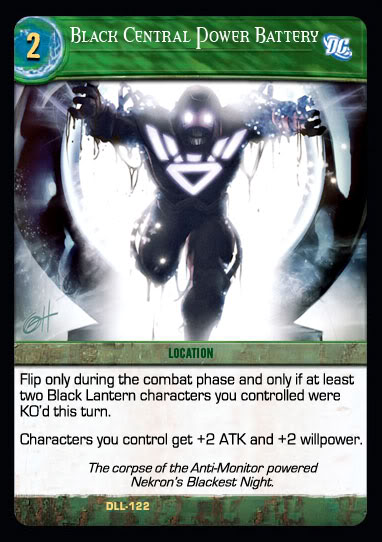 2
BLACK CENTRAL POWER BATTERY
DC
LOCATION
Flip only during the combat phase and only if at least
two Black Lantern characters you controlled were
KO'd this turn.
Characters you control get +2 ATK and +2 willpower.
The corpse of the Anti-Monitor powered
Nekron's Blackest Night.
DLL-122